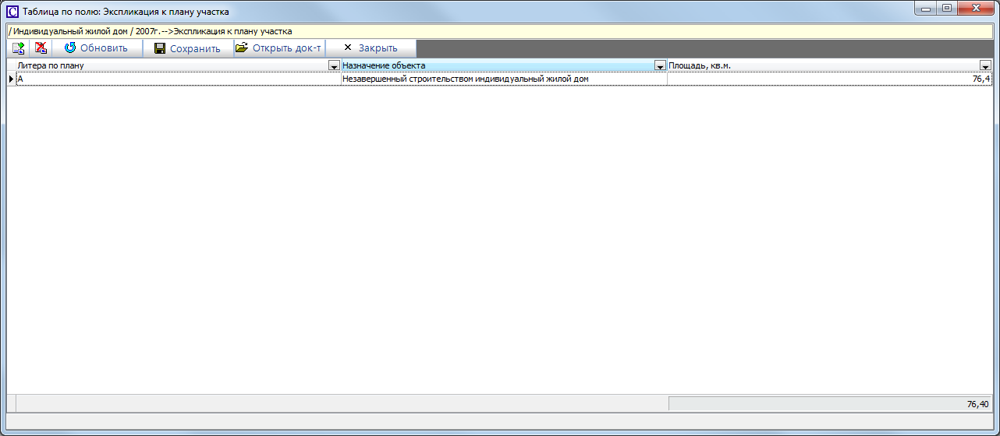 C Таблица по полю: Экспликация к плану участка
/Индивидуальный жилой дом / 2007г.-->Экспликация к плану участка
Обновить Сохранить Открыть док-т Закрыть
Литера по плану Назначение объекта Площадь, кв.м.
А Незавершенный строительством индивидуальный жилой дом 76,4
76,40